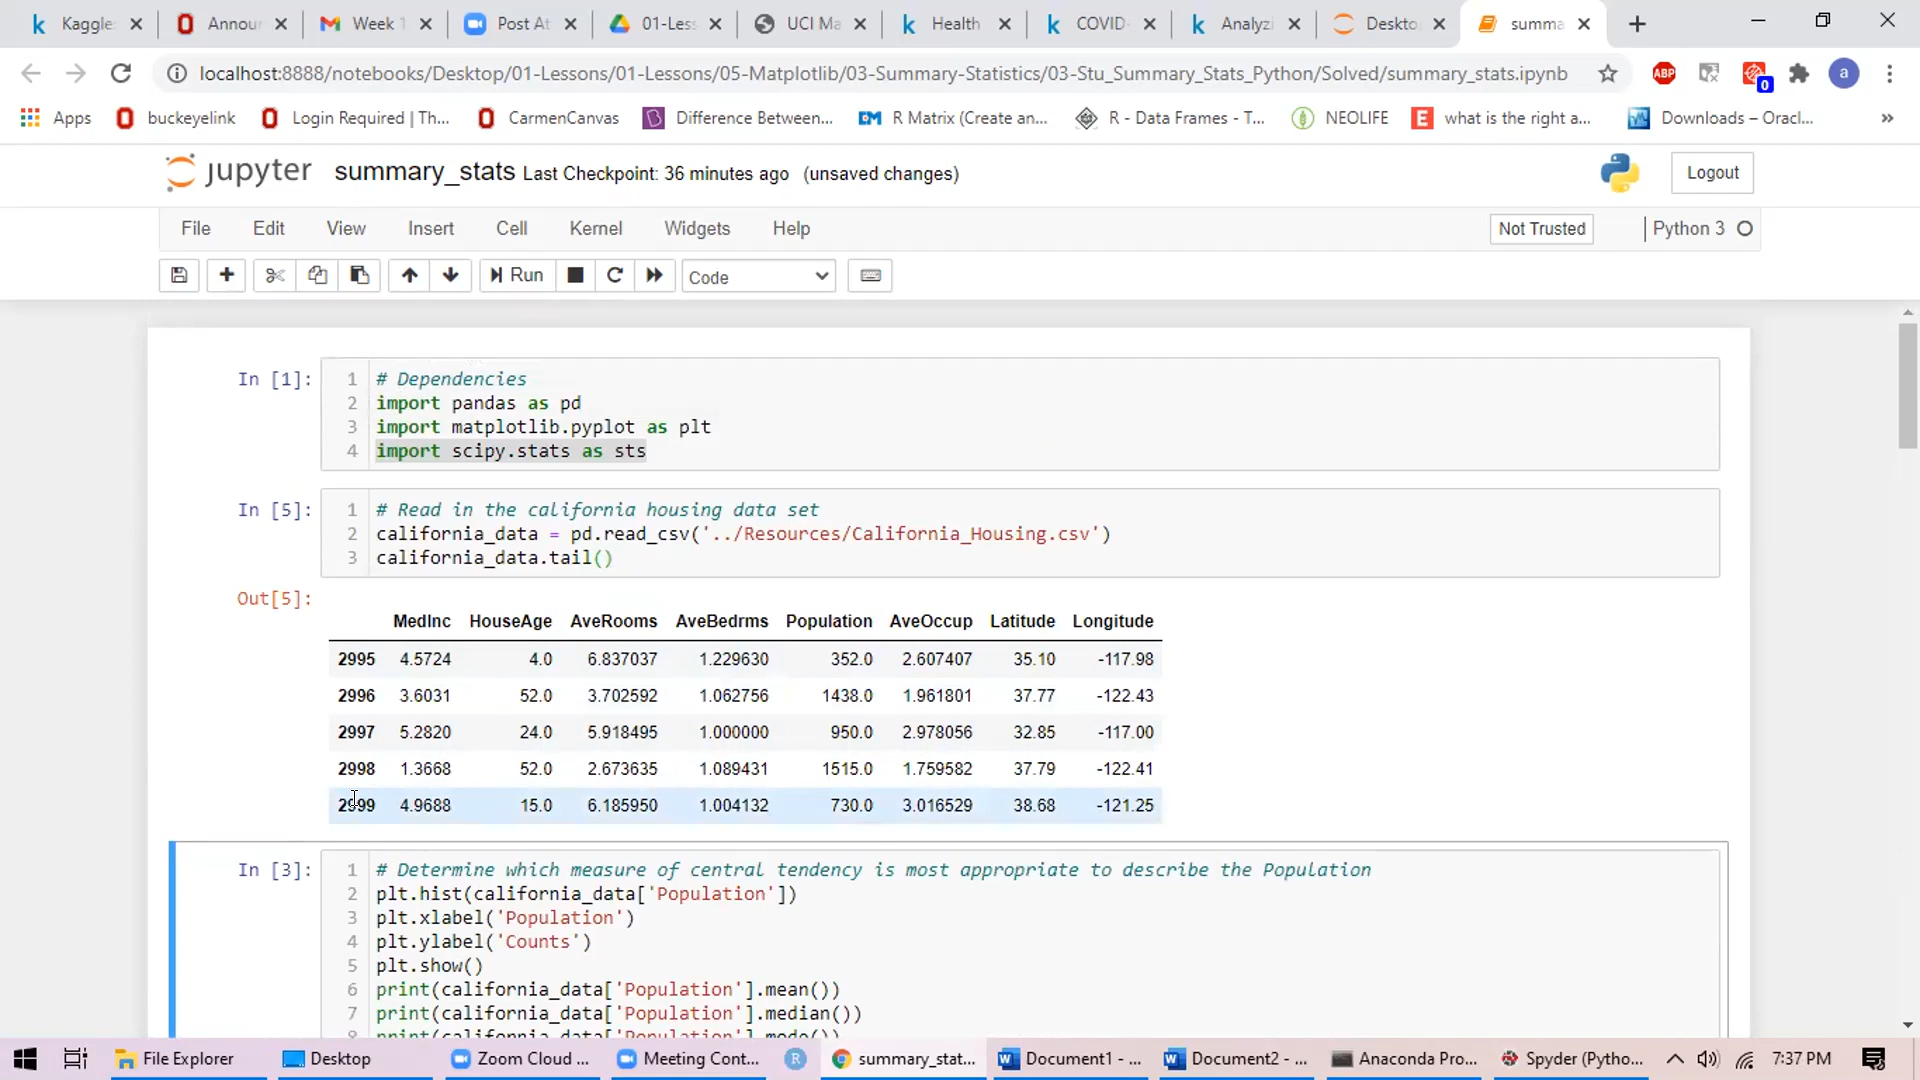 Kaggle: Announ Week 1 Post At 01-Less UCI Ma Health COVID- Analyzi Deskto summa
localhost:8888/notebooks/Desktop/01-Lessons/01-Lessons/05-Matplotlib/03-Summary-Statistics/03-Stu_Summary_Stats_Python/Solved/summary_stats.ipynb ABP 0 a
Apps buckeyelink Login Required | Th... CarmenCanvas Difference Between... R Matrix (Create an... R - Data Frames - T... NEOLIFE what is the right a... Downloads – Oracl... »
jupyter summary_stats Last Checkpoint: 36 minutes ago (unsaved changes) Logout
File Edit View Insert Cell Kernel Widgets Help Not Trusted Python 3
Run Code
In [1]: 1 # Dependencies
2 import pandas as pd
3 import matplotlib.pyplot as plt
4 import scipy.stats as sts
In [5]: 1 # Read in the california housing data set
2 california_data = pd.read_csv('../Resources/California_Housing.csv')
3 california_data.tail()
Out[5]:
MedInc HouseAge AveRooms AveBedrms Population AveOccup Latitude Longitude
2995 4.5724 4.0 6.837037 1.229630 352.0 2.607407 35.10 -117.98
2996 3.6031 52.0 3.702592 1.062756 1438.0 1.961801 37.77 -122.43
2997 5.2820 24.0 5.918495 1.000000 950.0 2.978056 32.85 -117.00
2998 1.3668 52.0 2.673635 1.089431 1515.0 1.759582 37.79 -122.41
2999 4.9688 15.0 6.185950 1.004132 730.0 3.016529 38.68 -121.25
In [3]: 1 # Determine which measure of central tendency is most appropriate to describe the Population
2 plt.hist(california_data['Population'])
3 plt.xlabel('Population')
4 plt.ylabel('Counts')
5 plt.show()
6 print(california_data['Population'].mean())
7 print(california_data['Population'].median())
8 print(california_data['Population'].mode())
File Explorer Desktop Zoom Cloud ... Meeting Cont... R summary_stat... Document1 - ... Document2 - ... Anaconda Pro... Spyder (Pytho... 7:37 PM